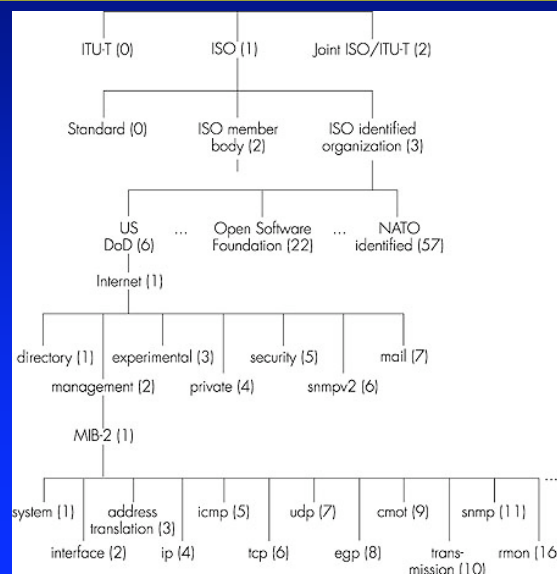 ITU-T (0) ISO (1) Joint ISO/ITU-T (2)
Standard (0) ISO member ISO identified
body (2) organization (3)
US ... Open Software ... NATO
DoD (6) Foundation (22) identified (57)
Internet (1)
directory (1) experimental (3) security (5) mail (7)
management (2) private (4) snmpv2 (6)
MIB-2 (1)
...
system (1) address icmp (5) udp (7) cmot (9) snmp (11)
translation (3)
interface (2) ip (4) tcp (6) egp (8) trans- rmon (16
mission (10)